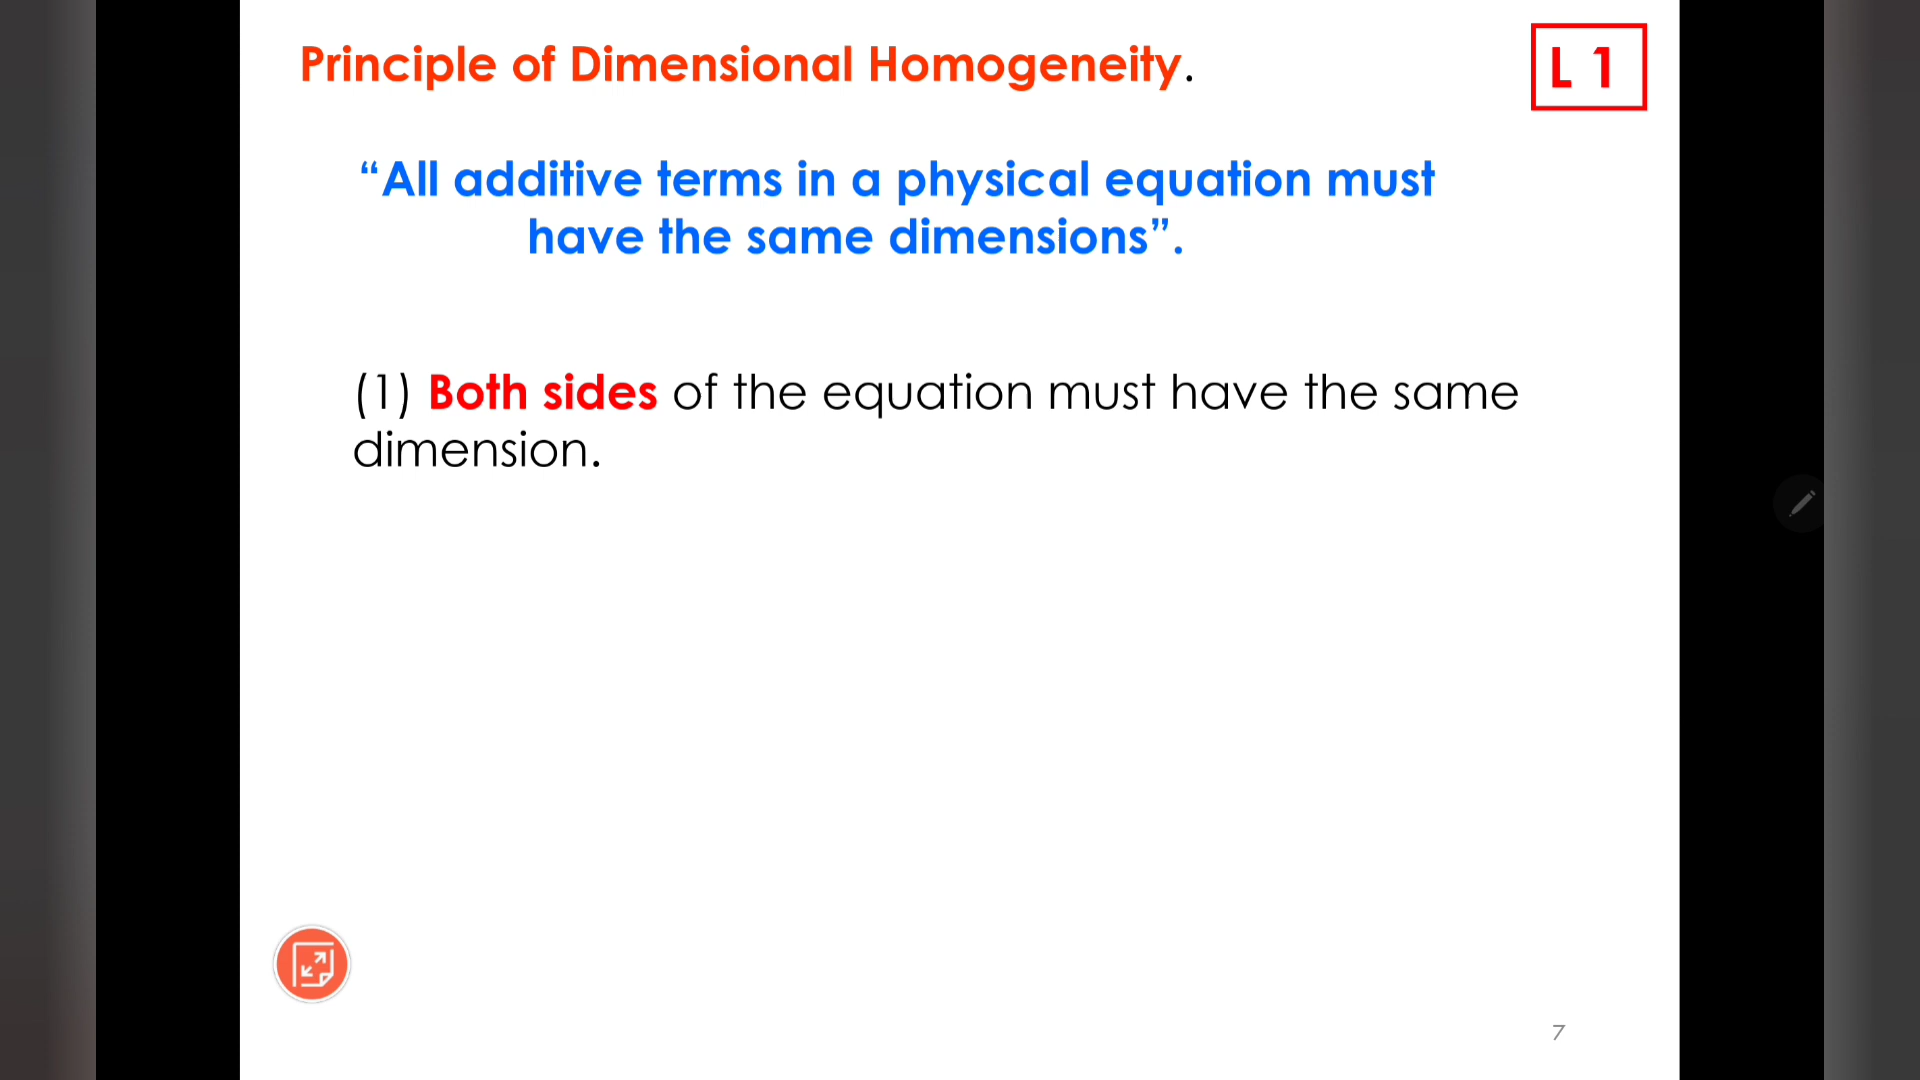 Principle of Dimensional Homogeneity.
L 1
“All additive terms in a physical equation must
have the same dimensions”.
(1) Both sides of the equation must have the same
dimension.
7